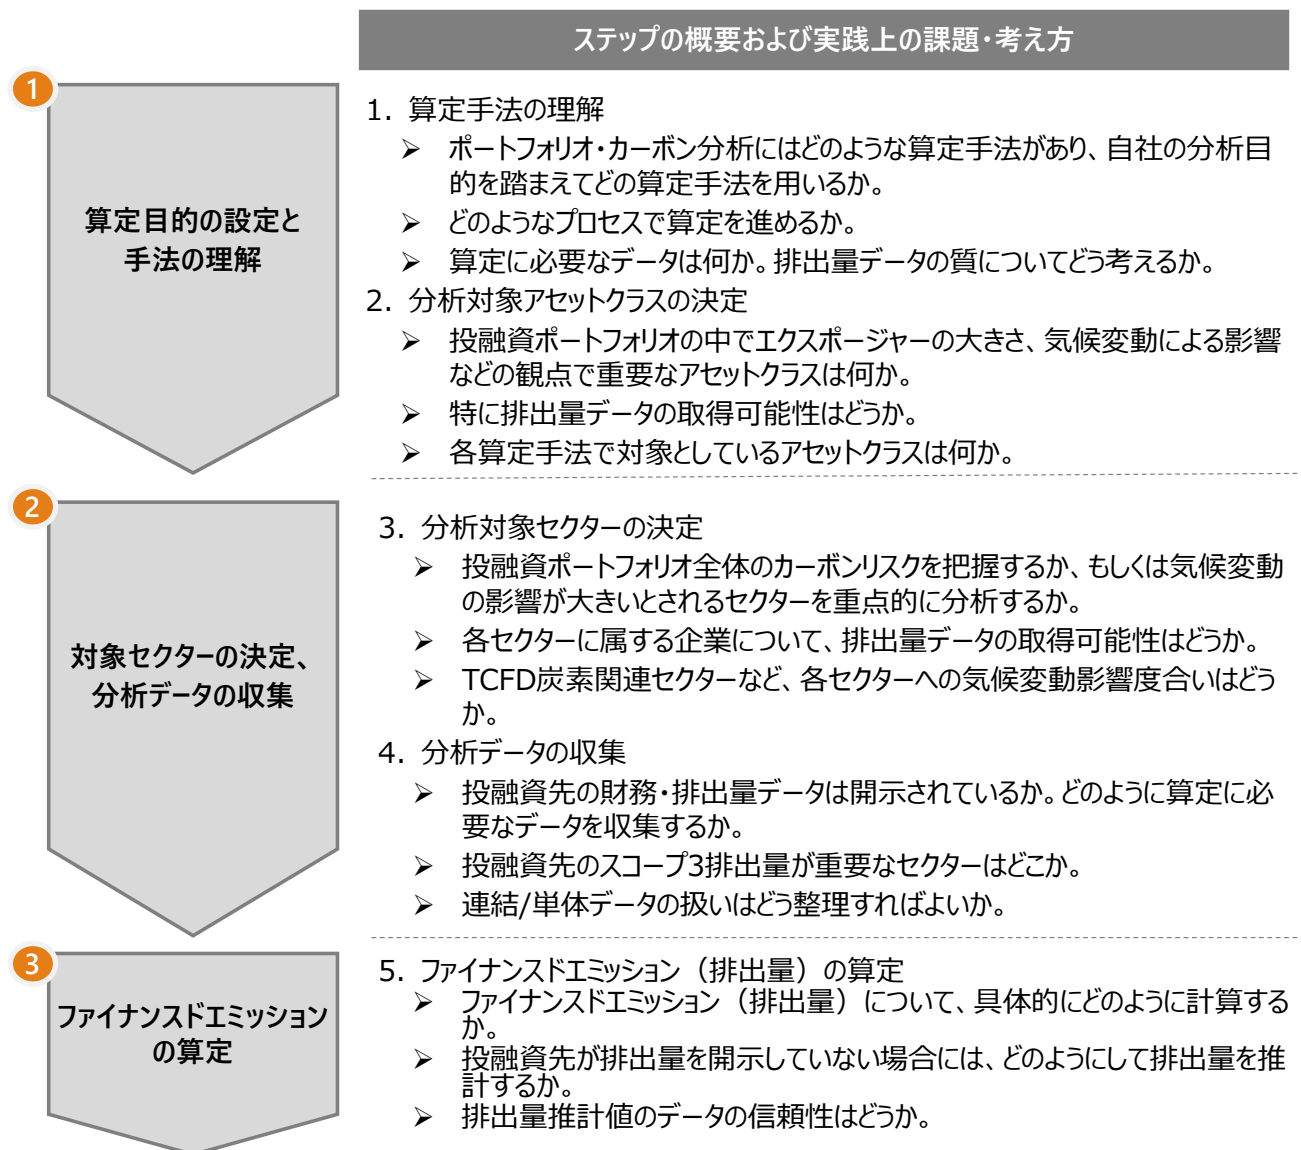 ステップの概要および実践上の課題・考え方
1
算定目的の設定と
手法の理解
1. 算定手法の理解
➢ ポートフォリオ・カーボン分析にはどのような算定手法があり、自社の分析目
的を踏まえてどの算定手法を用いるか。
➢ どのようなプロセスで算定を進めるか。
➢ 算定に必要なデータは何か。排出量データの質についてどう考えるか。
2. 分析対象アセットクラスの決定
➢ 投融資ポートフォリオの中でエクスポージャーの大きさ、気候変動による影響
などの観点で重要なアセットクラスは何か。
➢ 特に排出量データの取得可能性はどうか。
➢ 各算定手法で対象としているアセットクラスは何か。
2
対象セクターの決定、
分析データの収集
3. 分析対象セクターの決定
➢ 投融資ポートフォリオ全体のカーボンリスクを把握するか、もしくは気候変動
の影響が大きいとされるセクターを重点的に分析するか。
➢ 各セクターに属する企業について、排出量データの取得可能性はどうか。
➢ TCFD炭素関連セクターなど、各セクターへの気候変動影響度合いはどう
か。
4. 分析データの収集
➢ 投融資先の財務・排出量データは開示されているか。どのように算定に必
要なデータを収集するか。
➢ 投融資先のスコープ3排出量が重要なセクターはどこか。
➢ 連結/単体データの扱いはどう整理すればよいか。
3
ファイナンスドエミッション
の算定
5. ファイナンスドエミッション（排出量）の算定
➢ ファイナンスドエミッション（排出量）について、具体的にどのように計算する
か。
➢ 投融資先が排出量を開示していない場合には、どのようにして排出量を推
計するか。
➢ 排出量推計値のデータの信頼性はどうか。